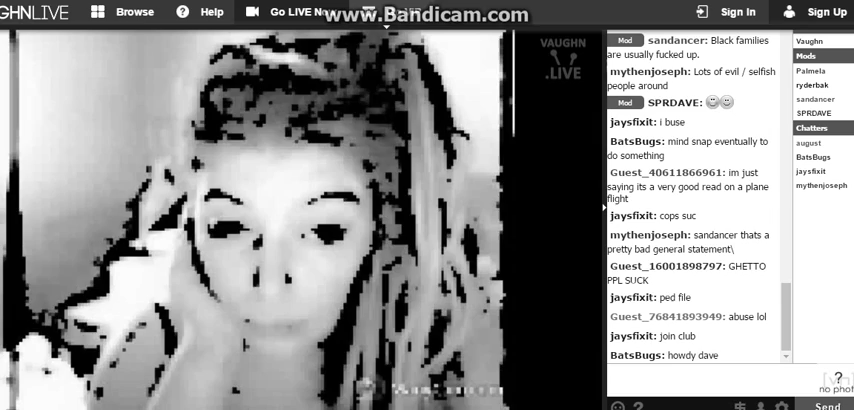 GHNLIVE Browse Help Go LIVE Now www.Bandicam.com Sign In Sign Up
VAUGHN
.LIVE
Mod sandancer: Black families
are usually fucked up.
mythenjoseph: Lots of evil / selfish
people around
Mod SPRDAVE:
jaysfixit: i buse
BatsBugs: mind snap eventually to
do something
Guest_40611866961: im just
saying its a very good read on a plane
flight
jaysfixit: cops suc
mythenjoseph: sandancer thats a
pretty bad general statement\
Guest_16001898797: GHETTO
PPL SUCK
jaysfixit: ped file
Guest_76841893949: abuse lol
jaysfixit: join club
BatsBugs: howdy dave
Vaughn
Mods
Palmela
ryderbak
sandancer
SPRDAVE
Chatters
august
BatsBugs
jaysfixit
mythenjoseph
?
no phot
Send